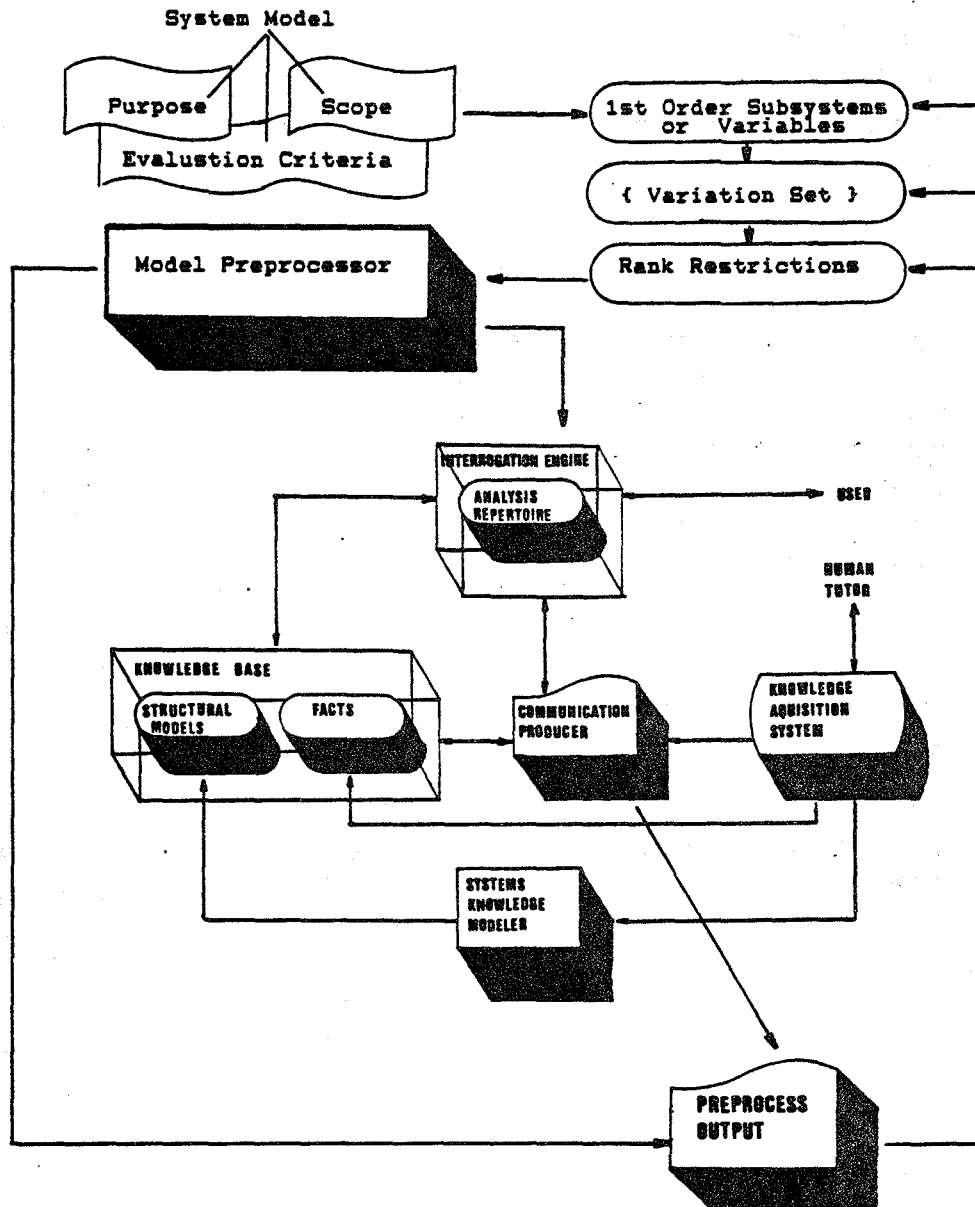 System Model
Purpose
Scope
Evalustion Criteria
1st Order Subsystems
or Variables
{ Variation Set }
Rank Restrictions
Model Preprocessor
INTERROGATION ENGINE
ANALYSIS
REPERTOIRE
USER
HUMAN
TUTOR
KNOWLEDGE BASE
STRUCTURAL
MODELS
FACTS
COMMUNICATION
PRODUCER
KNOWLEDGE
AQUISITION
SYSTEM
SYSTEMS
KNOWLEDGE
MODELER
PREPROCESS
OUTPUT